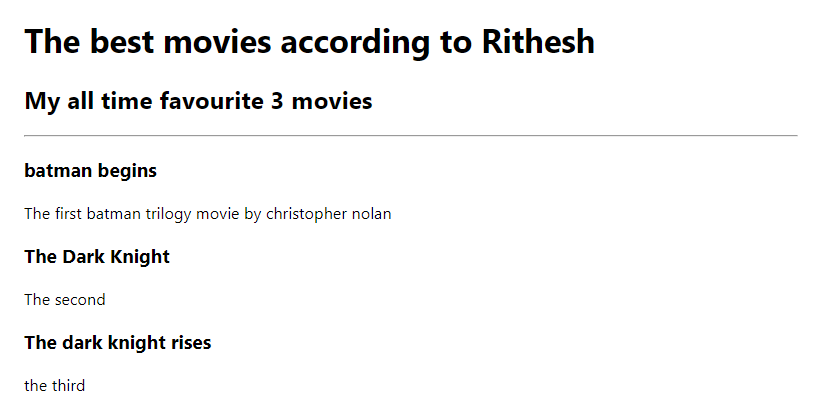 The best movies according to Rithesh
My all time favourite 3 movies
batman begins
The first batman trilogy movie by christopher nolan
The Dark Knight
The second
The dark knight rises
the third